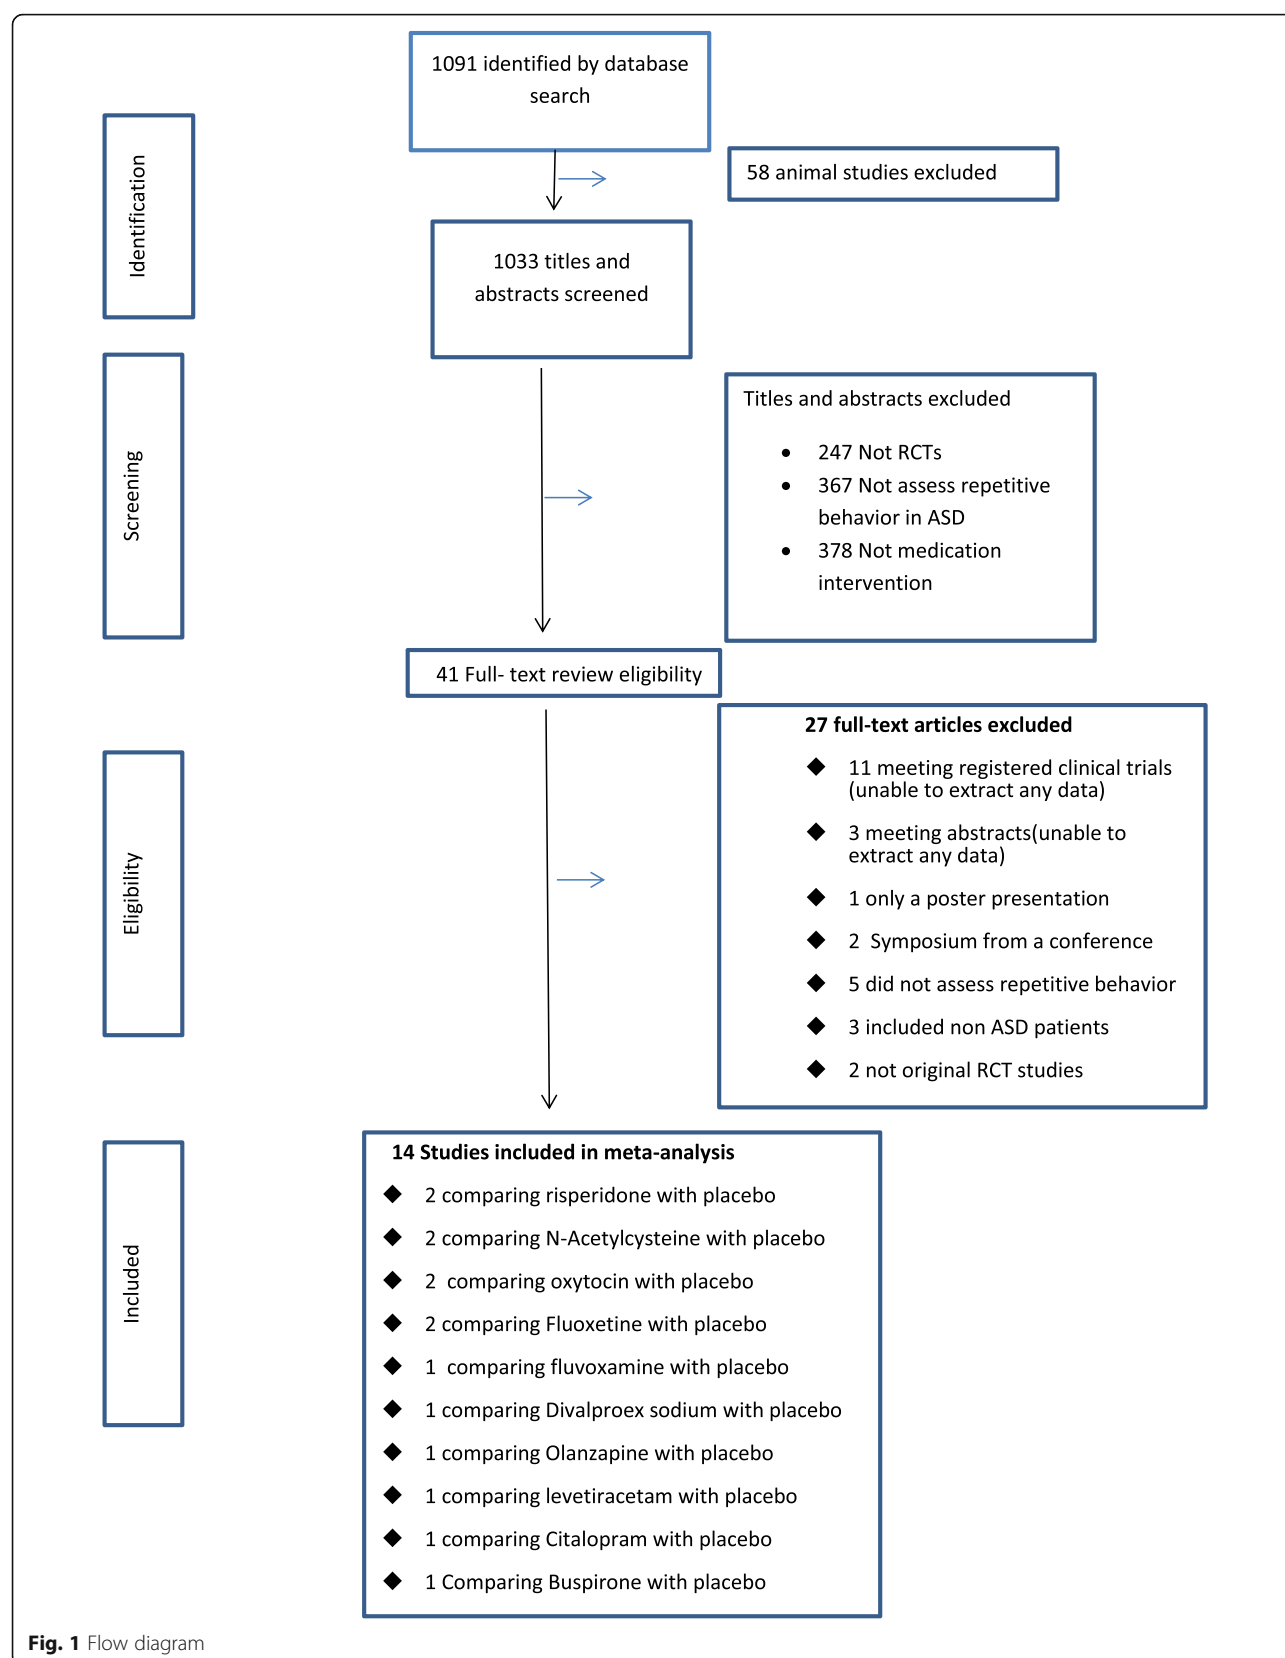 1091 identified by database
search
58 animal studies excluded
Identification
1033 titles and
abstracts screened
Screening
Titles and abstracts excluded
• 247 Not RCTs
• 367 Not assess repetitive
behavior in ASD
• 378 Not medication
intervention
41 Full- text review eligibility
Eligibility
27 full-text articles excluded
◆ 11 meeting registered clinical trials
(unable to extract any data)
◆ 3 meeting abstracts(unable to
extract any data)
◆ 1 only a poster presentation
◆ 2 Symposium from a conference
◆ 5 did not assess repetitive behavior
◆ 3 included non ASD patients
◆ 2 not original RCT studies
Included
14 Studies included in meta-analysis
◆ 2 comparing risperidone with placebo
◆ 2 comparing N-Acetylcysteine with placebo
◆ 2 comparing oxytocin with placebo
◆ 2 comparing Fluoxetine with placebo
◆ 1 comparing fluvoxamine with placebo
◆ 1 comparing Divalproex sodium with placebo
◆ 1 comparing Olanzapine with placebo
◆ 1 comparing levetiracetam with placebo
◆ 1 comparing Citalopram with placebo
◆ 1 Comparing Buspirone with placebo
Fig. 1 Flow diagram